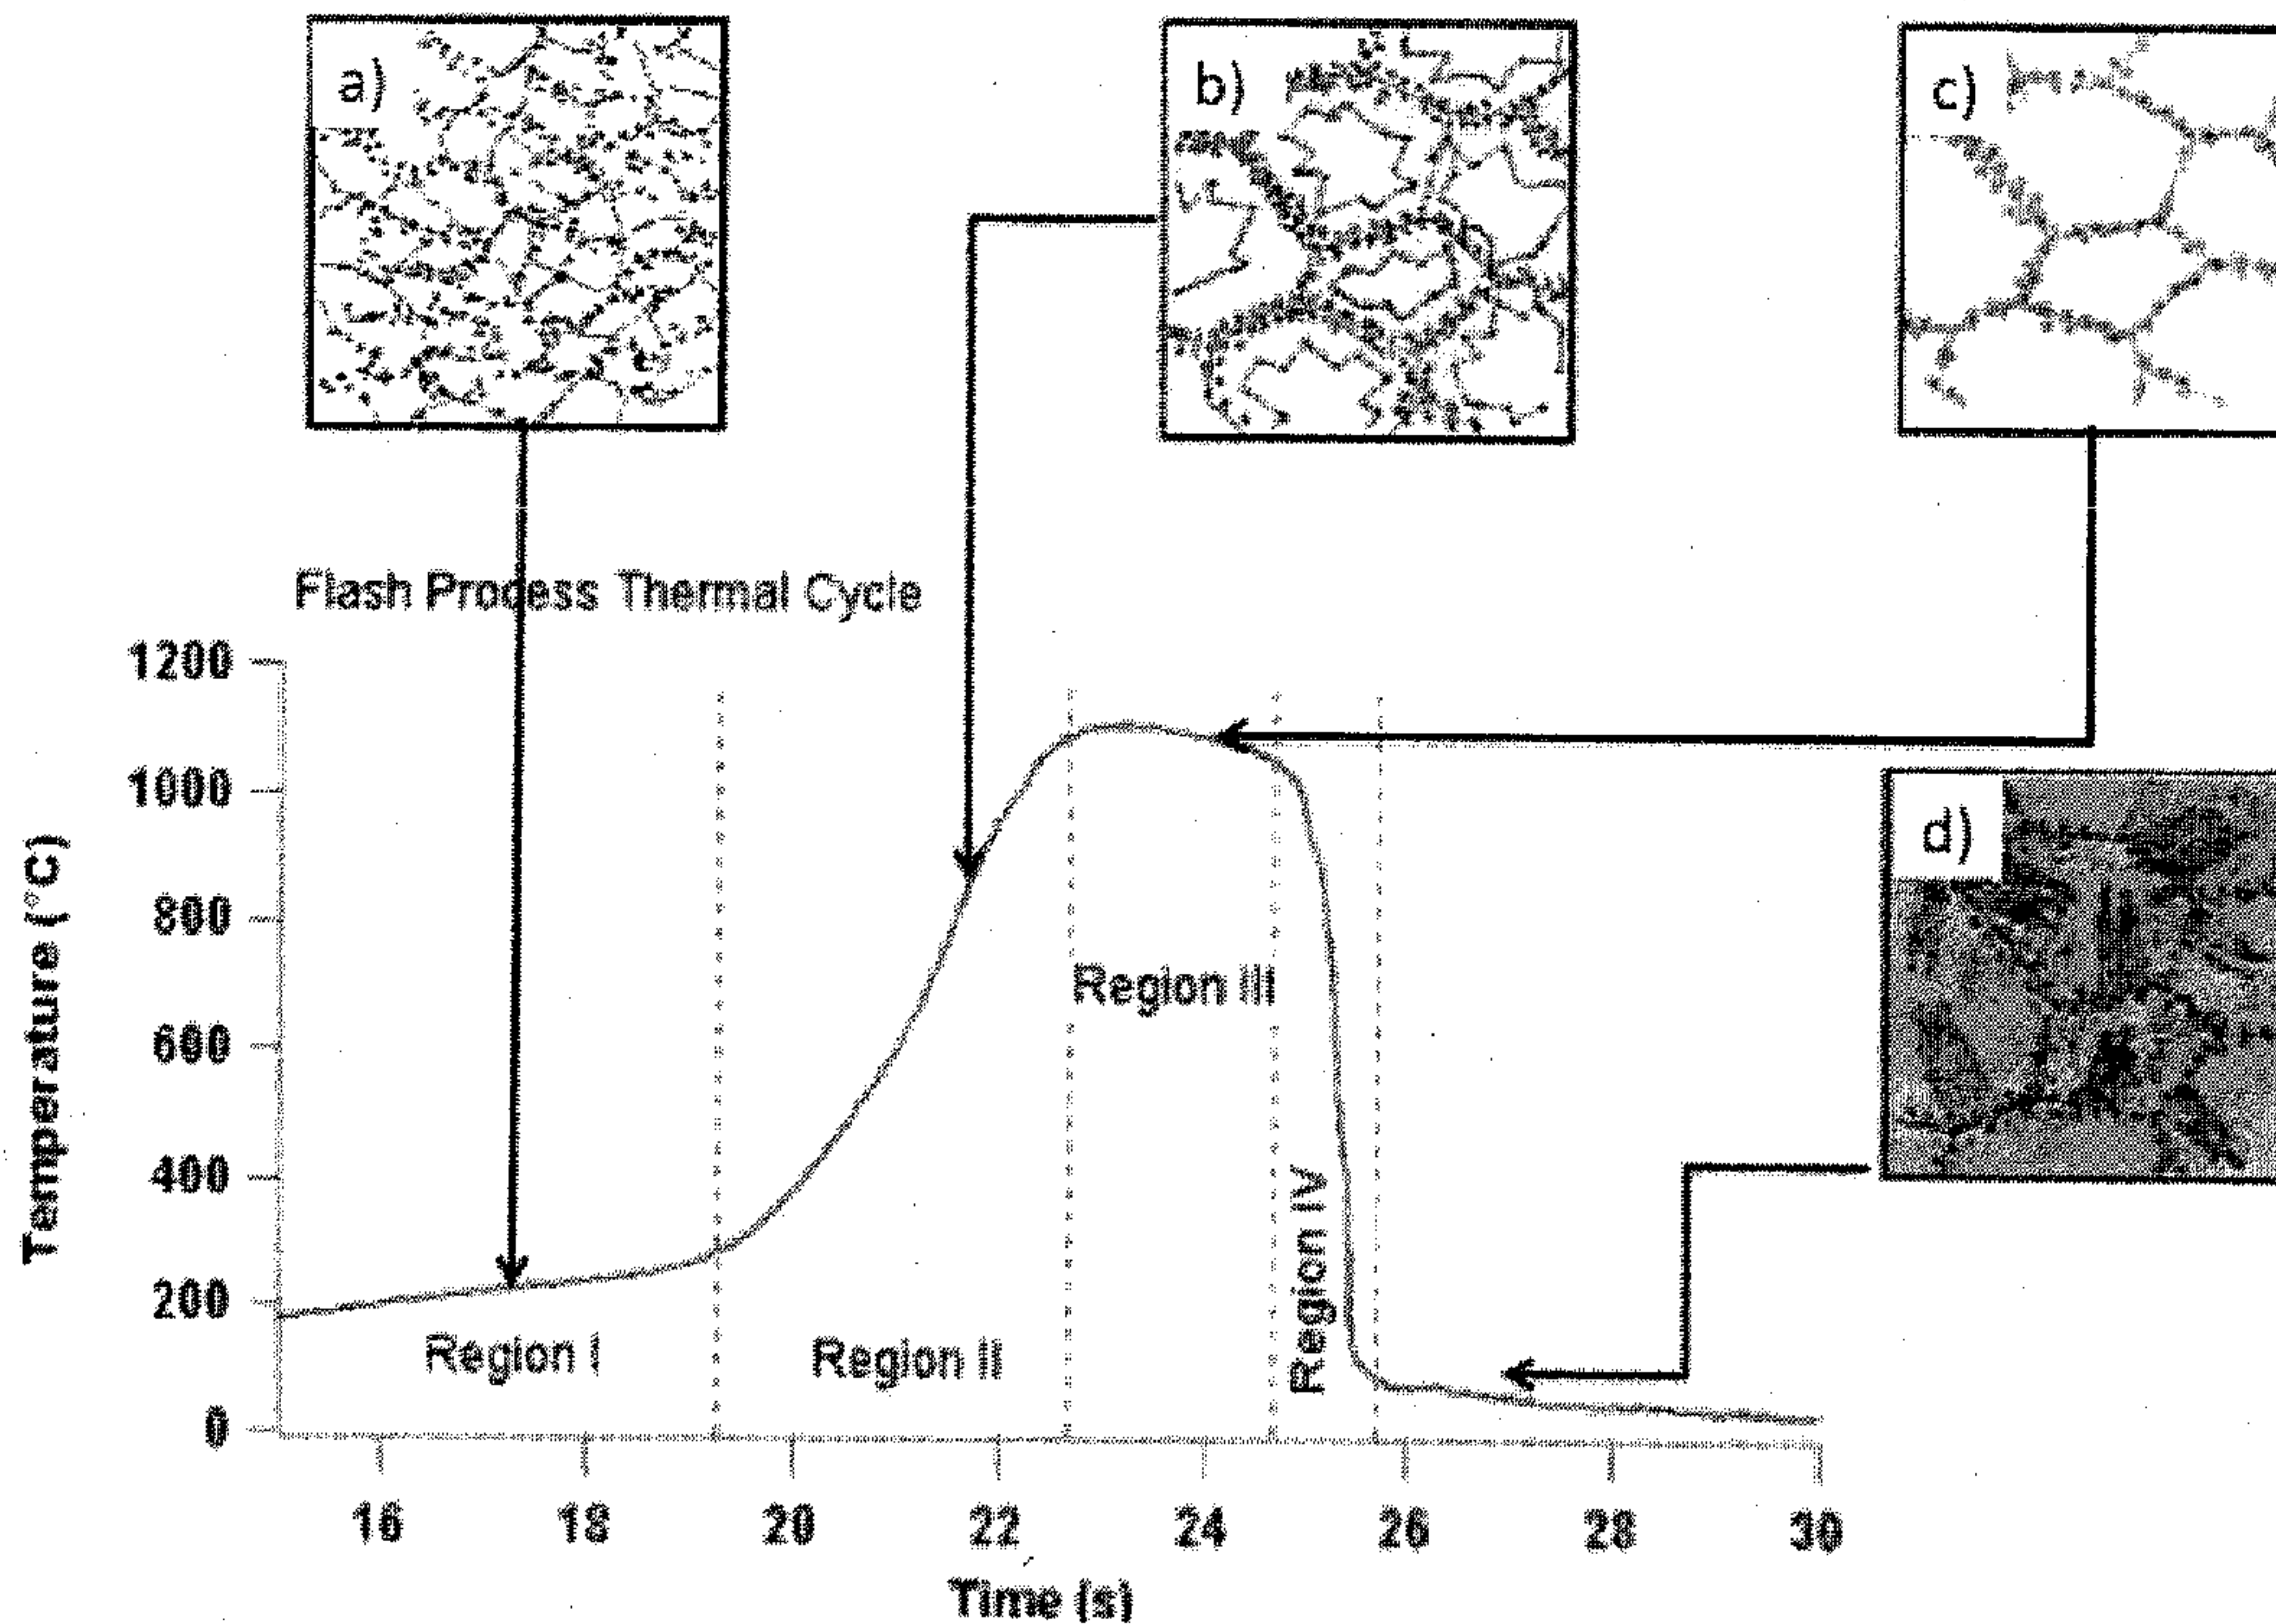 a)
b)
c)
Flash Process Thermal Cycle
1200
1000
800
600
400
200
0
Temperature (°C)
d)
Region I
Region II
Region III
Region IV
16 18 20 22 24 26 28 30
Time (s)